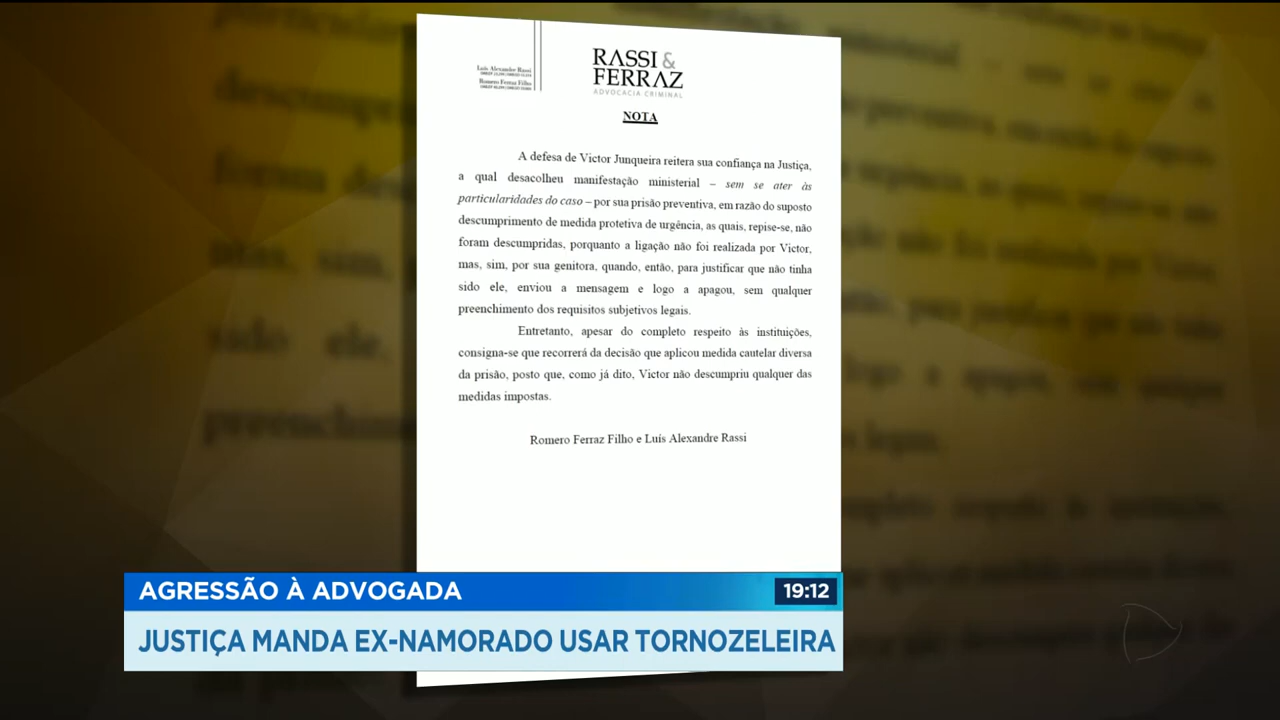 Luís Alexandre Rassi
Romero Ferraz Filho
RASSI &
FERRAZ
ADVOCACIA CRIMINAL
NOTA
A defesa de Victor Junqueira reitera sua confiança na Justiça,
a qual desacolheu manifestação ministerial – sem se ater às
particularidades do caso – por sua prisão preventiva, em razão do suposto
descumprimento de medida protetiva de urgência, as quais, repise-se, não
foram descumpridas, porquanto a ligação não foi realizada por Victor,
mas, sim, por sua genitora, quando, então, para justificar que não tinha
sido ele, enviou a mensagem e logo a apagou, sem qualquer
preenchimento dos requisitos subjetivos legais.
Entretanto, apesar do completo respeito às instituições,
consigna-se que recorrerá da decisão que aplicou medida cautelar diversa
da prisão, posto que, como já dito, Victor não descumpriu qualquer das
medidas impostas.
Romero Ferraz Filho e Luís Alexandre Rassi
AGRESSÃO À ADVOGADA
19:12
JUSTIÇA MANDA EX-NAMORADO USAR TORNOZELEIRA